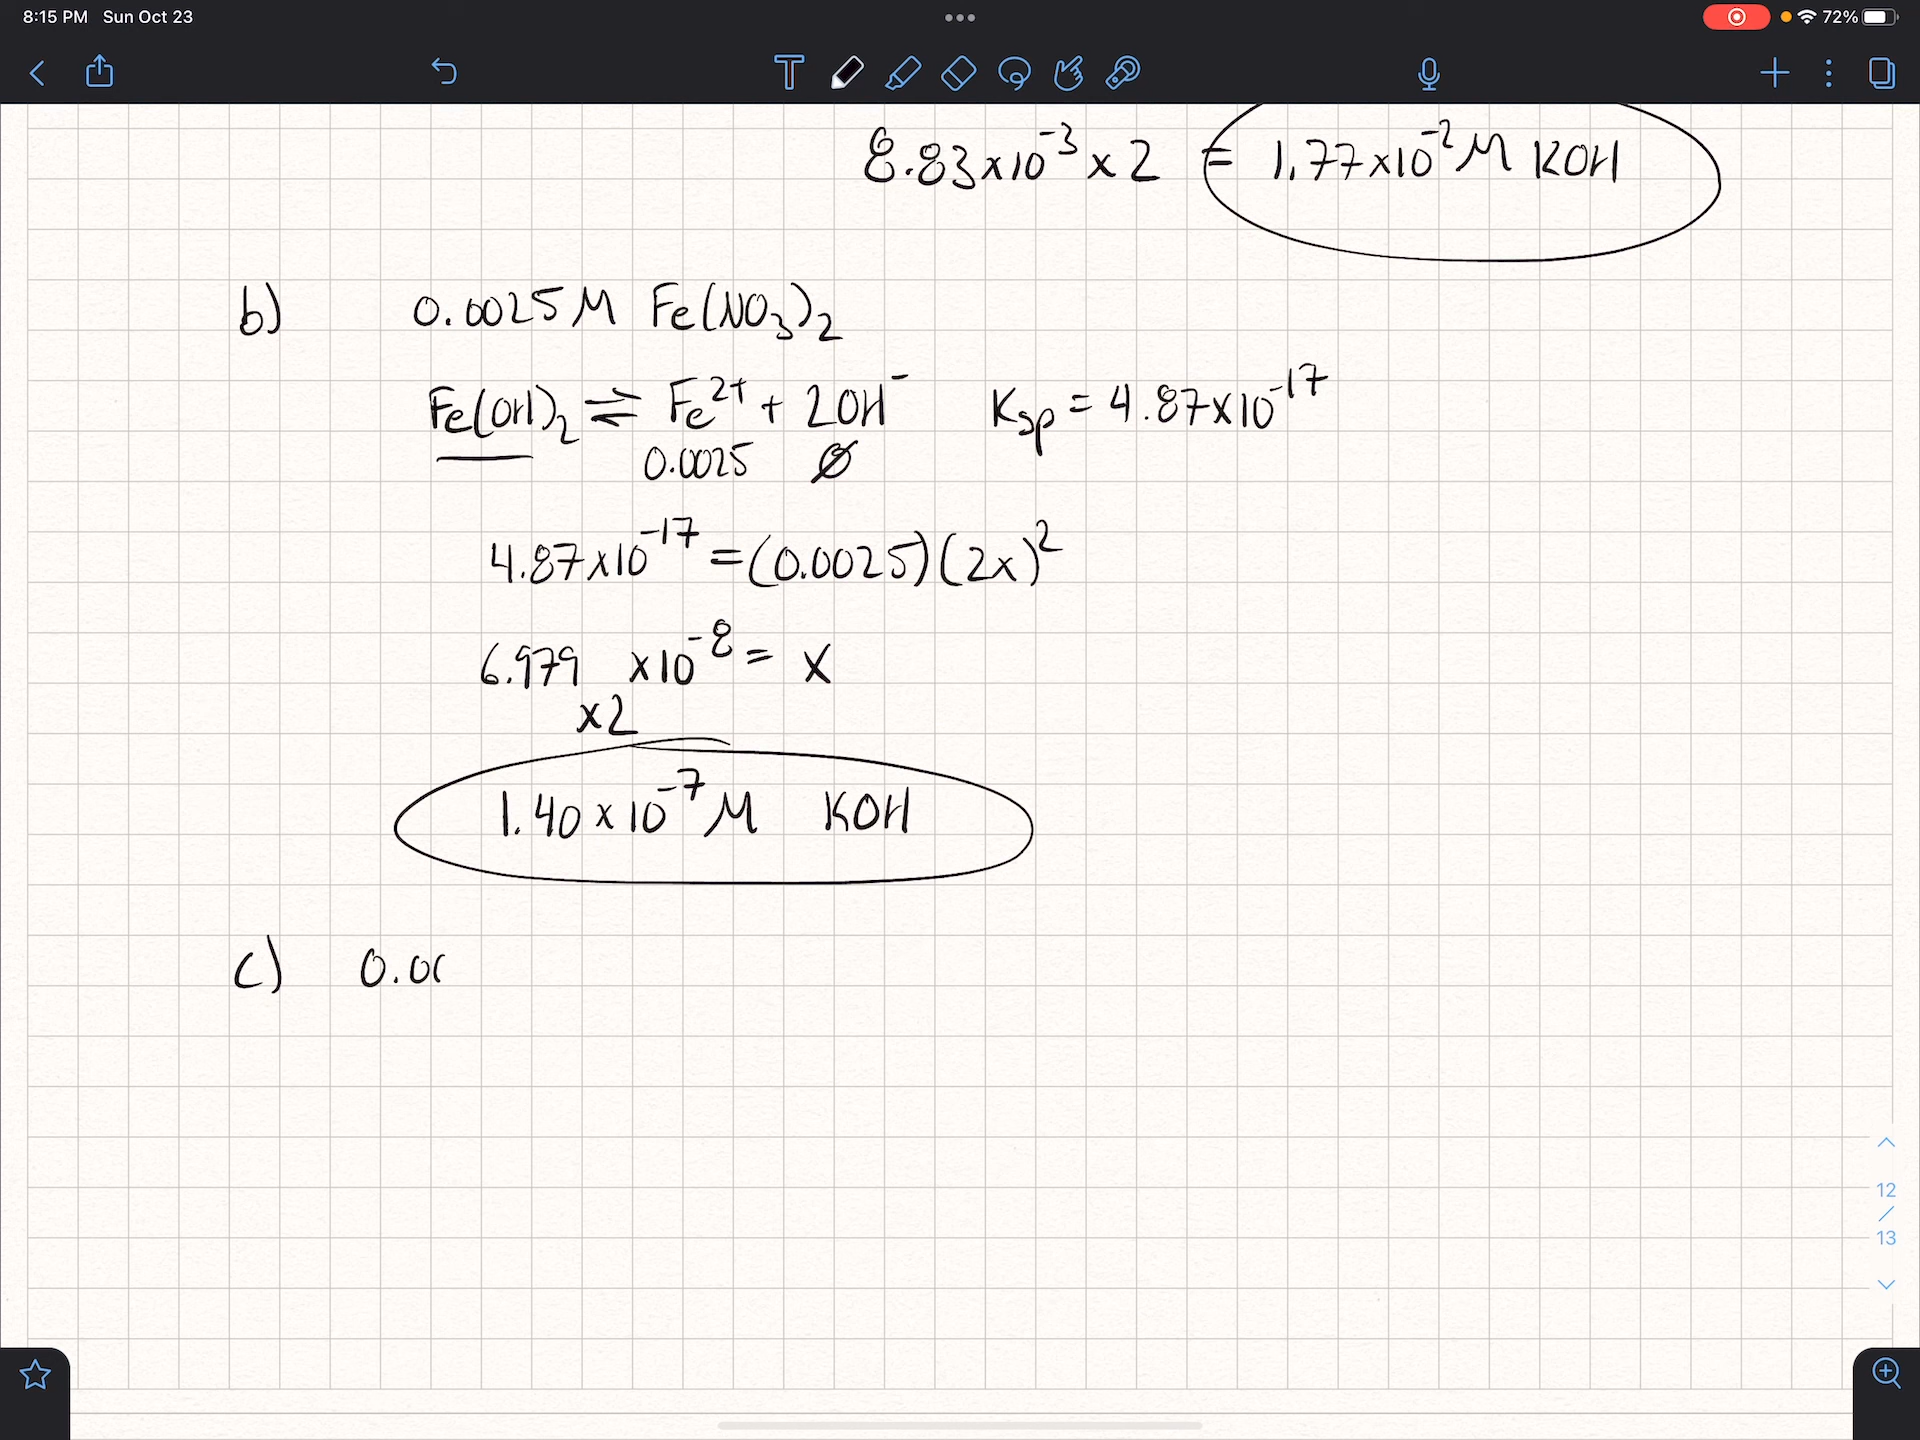 8:15 PM Sun Oct 23
72%
8.83x10⁻³ x 2 = 1.77x10⁻² M KOH
b) 0.0025 M Fe(NO₃)₂
Fe(OH)₂ ⇌ Fe²⁺ + 2OH⁻ Ksp = 4.87x10⁻¹⁷
0.0025 Ø
4.87x10⁻¹⁷ = (0.0025)(2x)²
6.979 x10⁻⁸ = x
x2
1.40 x 10⁻⁷ M KOH
c) 0.00
12
/
13